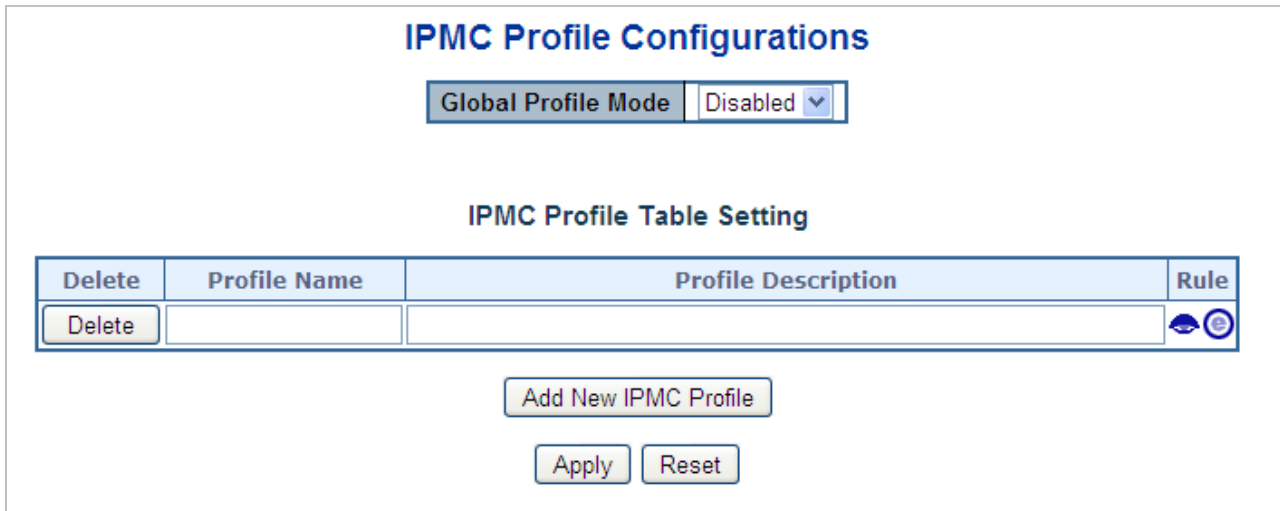 IPMC Profile Configurations
Global Profile Mode Disabled
IPMC Profile Table Setting
Delete Profile Name Profile Description Rule
Delete e
Add New IPMC Profile
Apply Reset